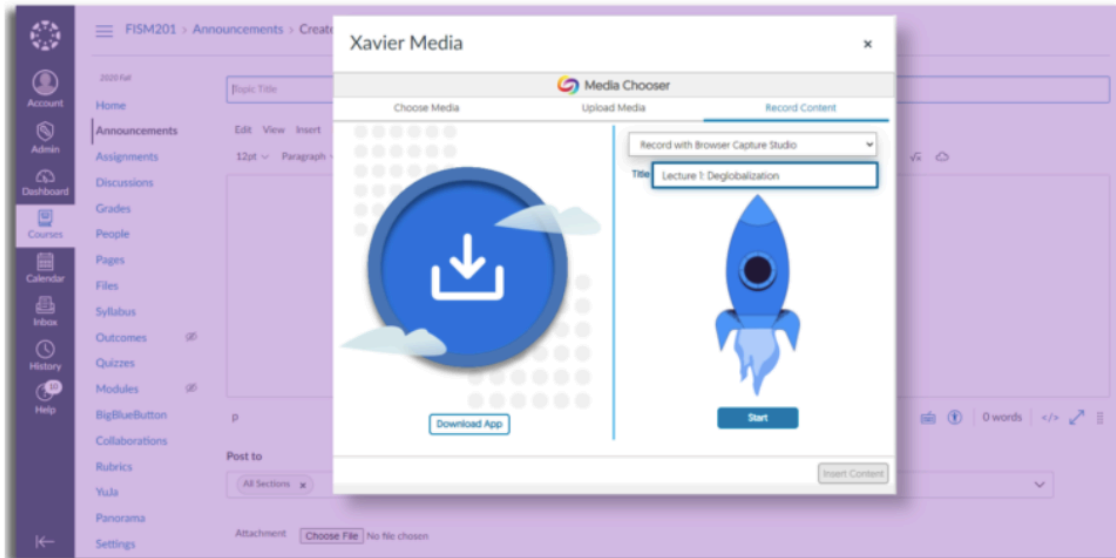 FISM201 > Announcements > Create
Account
Admin
Dashboard
Courses
Calendar
Inbox
History
10
Help
2020 Fall
Home
Announcements
Assignments
Discussions
Grades
People
Pages
Files
Syllabus
Outcomes
Quizzes
Modules
BigBlueButton
Collaborations
Rubrics
YuJa
Panorama
Settings
Topic Title
Edit View Insert
12pt Paragraph
p
0 words </>
Post to
All Sections x
Attachment Choose File No file chosen
Xavier Media x
Media Chooser
Choose Media Upload Media Record Content
Record with Browser Capture Studio
Title Lecture 1: Deglobalization
Download App
Start
Insert Content